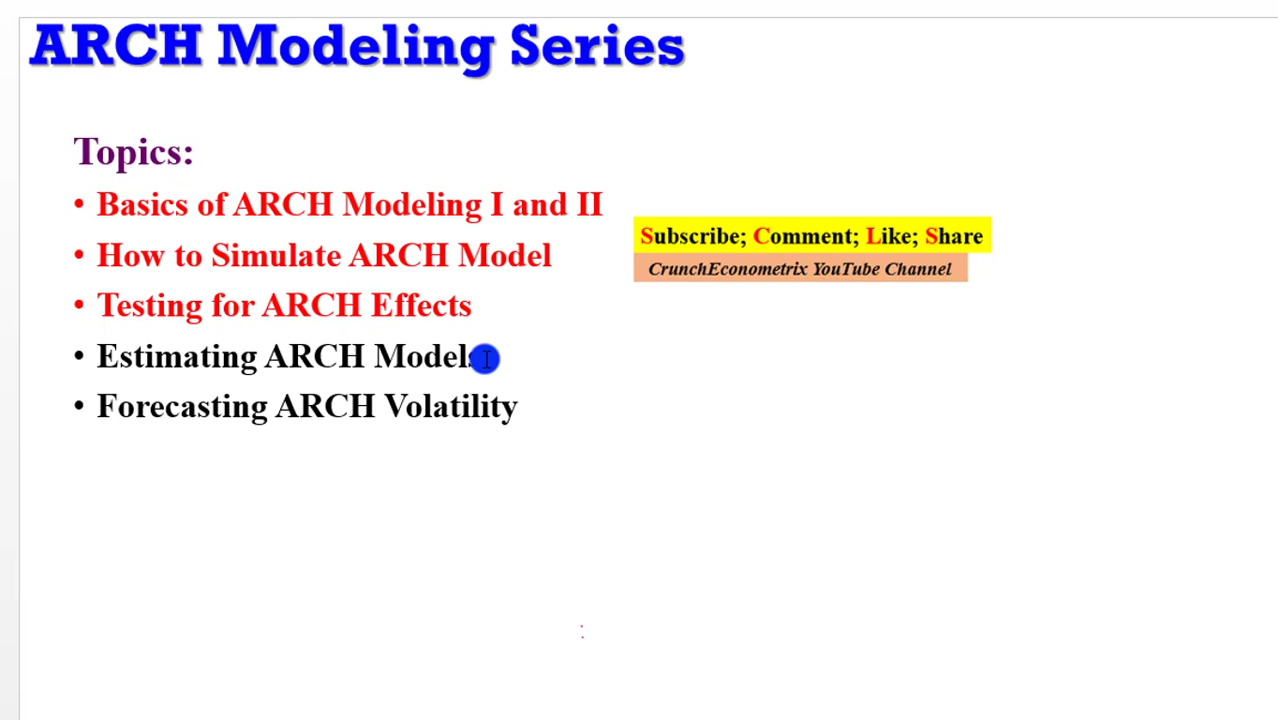 ARCH Modeling Series
Topics:
• Basics of ARCH Modeling I and II
• How to Simulate ARCH Model
• Testing for ARCH Effects
• Estimating ARCH Models
• Forecasting ARCH Volatility
Subscribe; Comment; Like; Share
CrunchEconometrix YouTube Channel